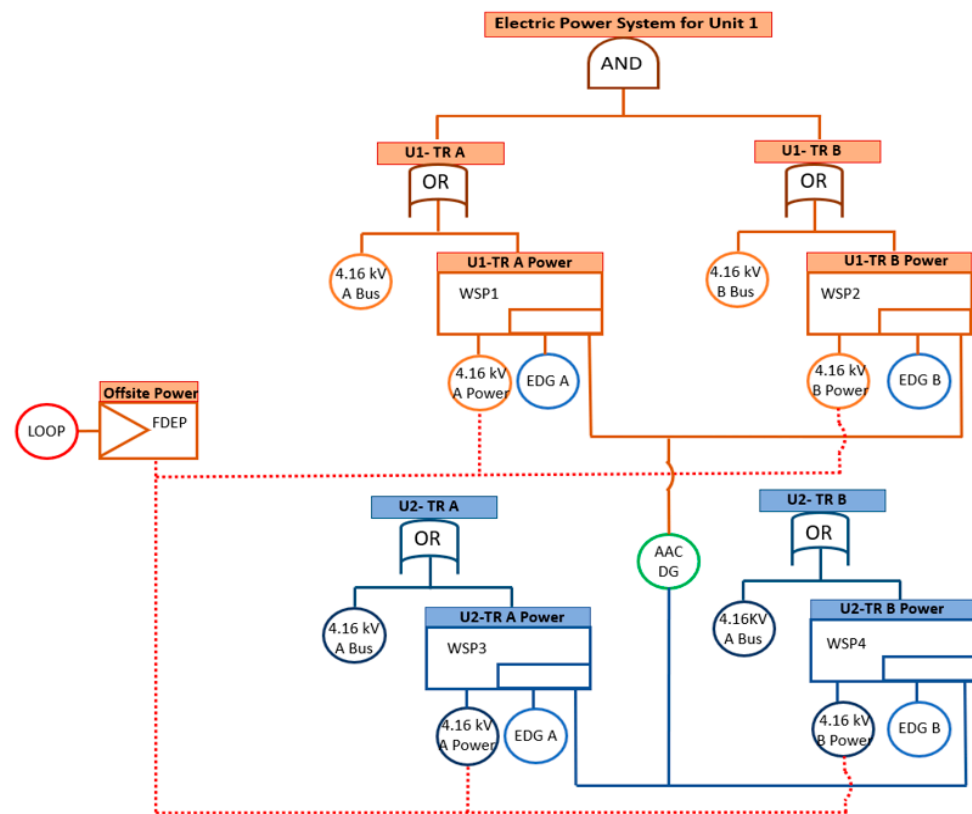 Electric Power System for Unit 1
AND
U1- TR A
U1- TR B
OR
OR
4.16 kV
A Bus
U1-TR A Power
WSP1
4.16 kV
B Bus
U1-TR B Power
WSP2
4.16 kV
A Power
EDG A
4.16 kV
B Power
EDG B
Offsite Power
LOOP
FDEP
U2- TR A
U2- TR B
OR
OR
AAC
DG
4.16 kV
A Bus
U2-TR A Power
WSP3
4.16KV
A Bus
U2-TR B Power
WSP4
4.16 kV
A Power
EDG A
4.16 kV
B Power
EDG B